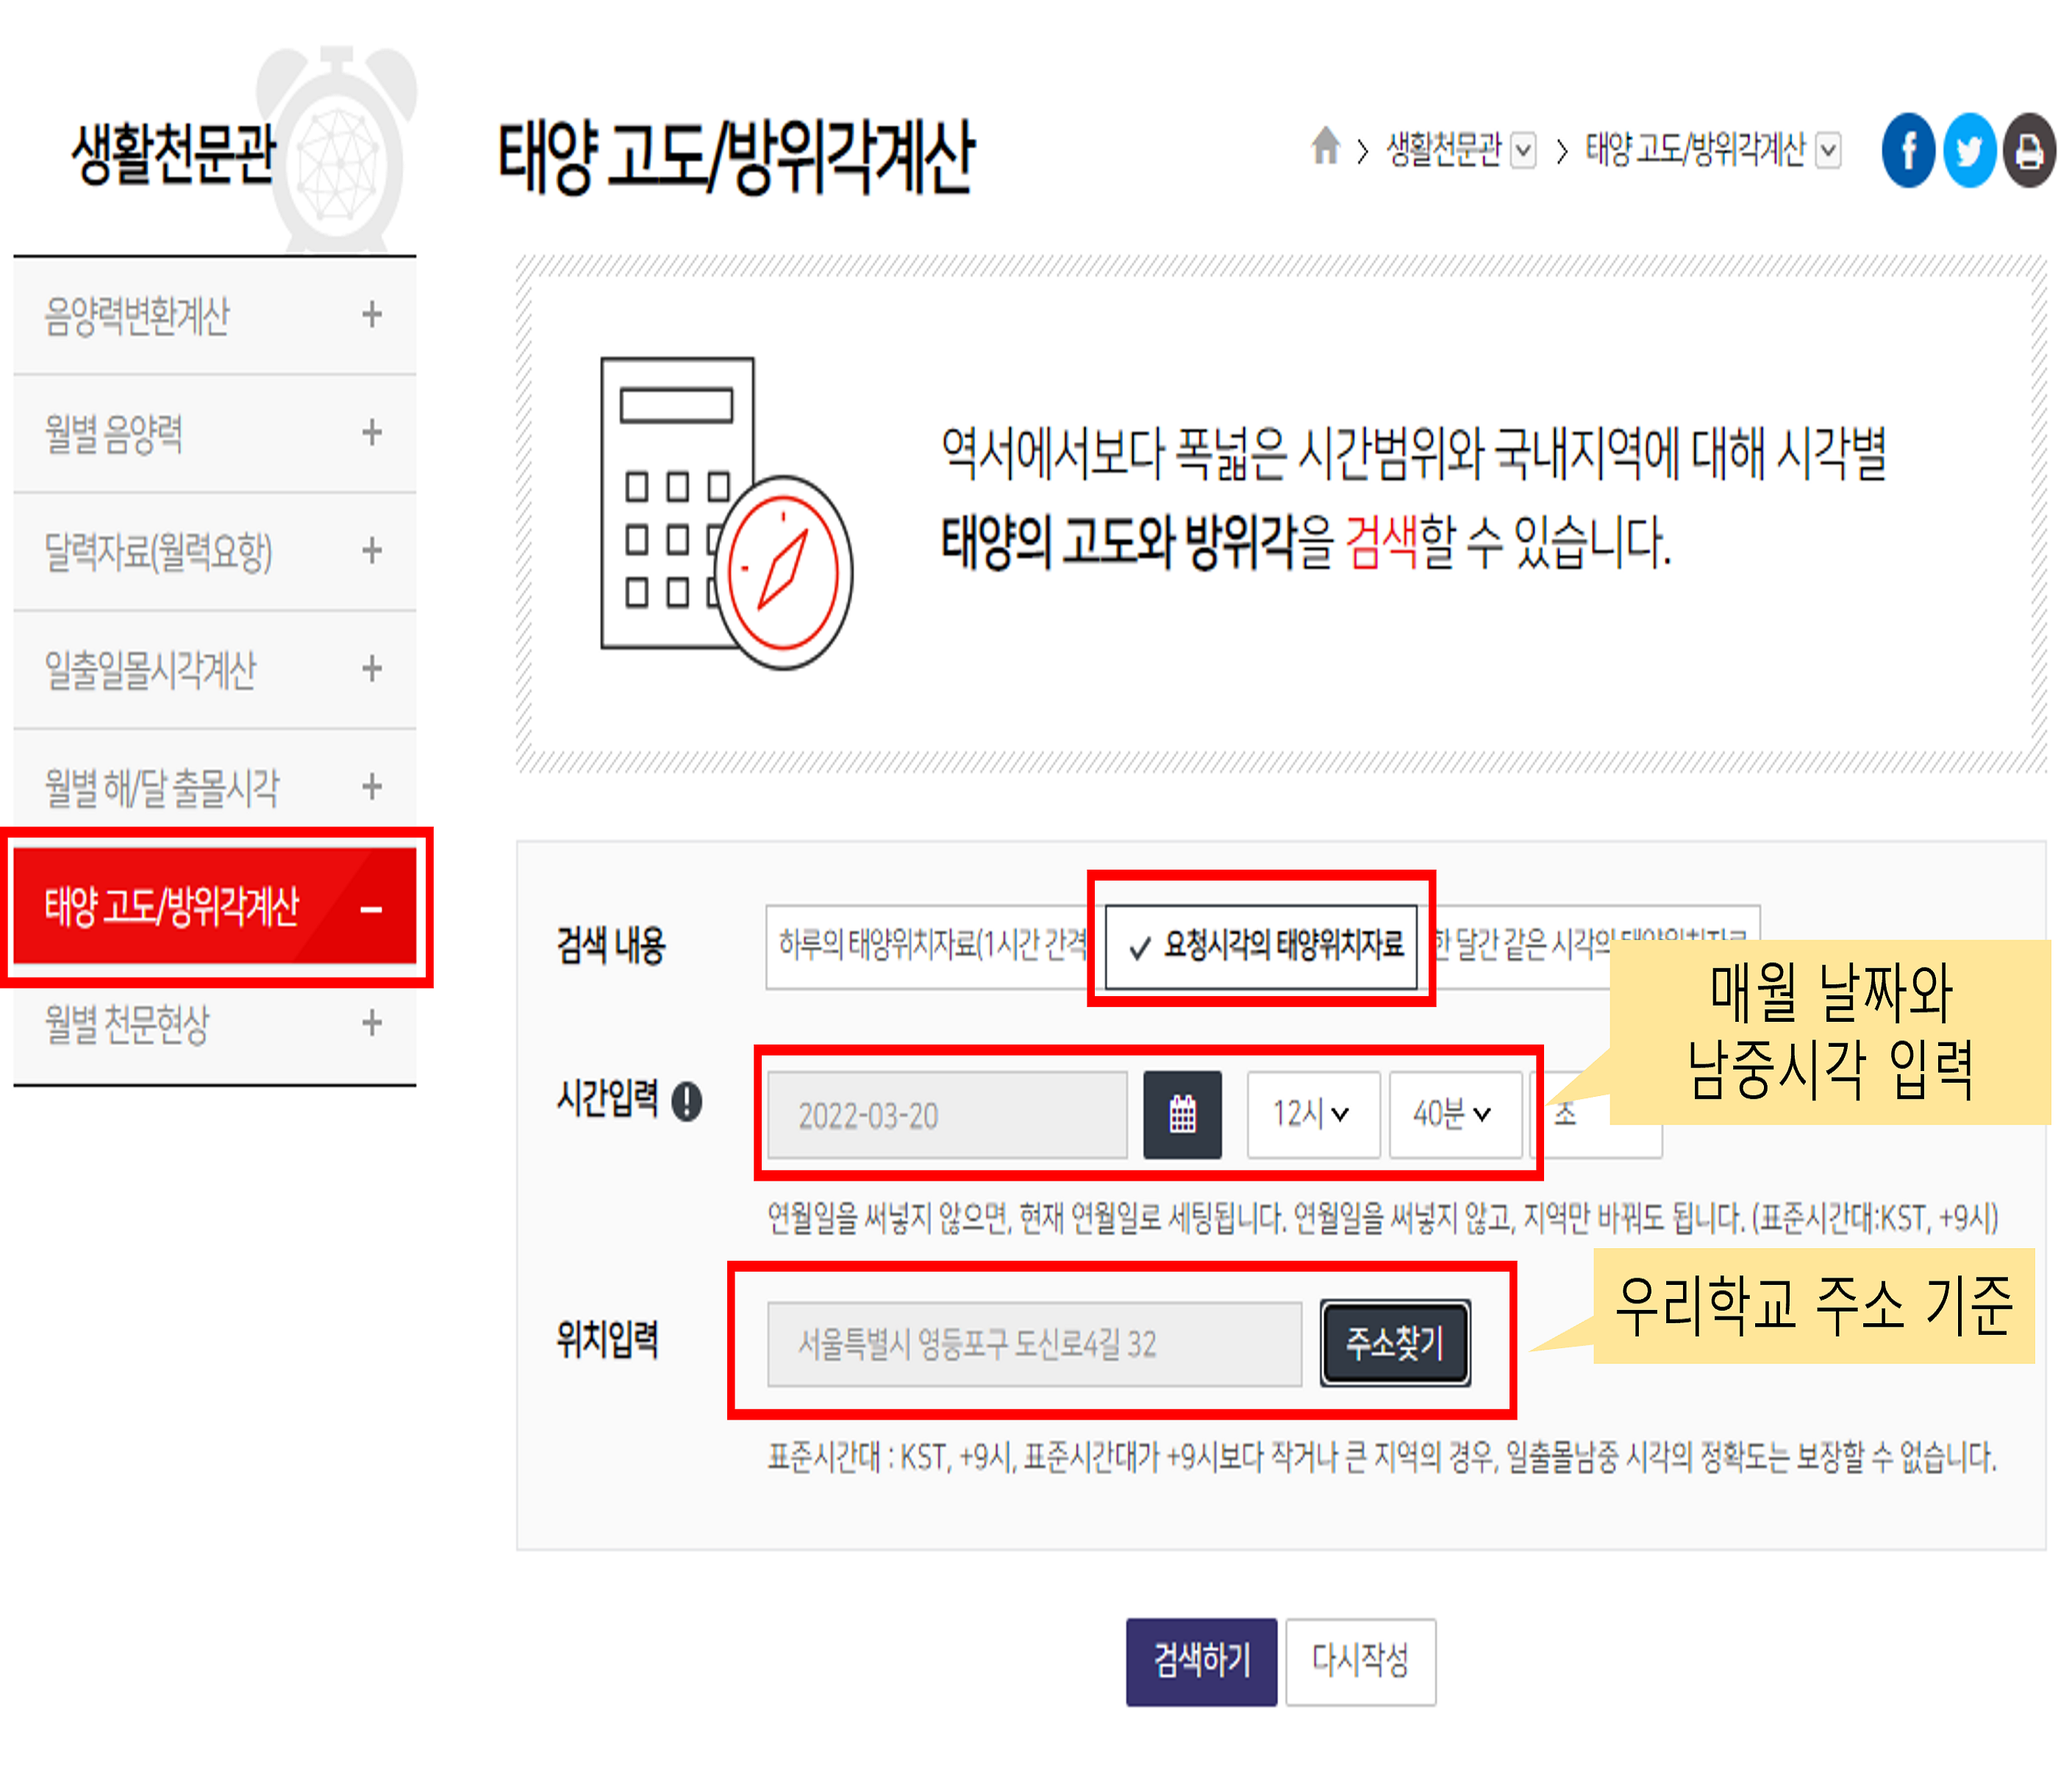 생활천문관
음양력변환계산
월별 음양력
달력자료(월력요항)
일출일몰시각계산
월별 해/달 출몰시각
태양 고도/방위각계산
월별 천문현상
태양 고도/방위각계산
> 생활천문관 > 태양 고도/방위각계산
역서에서보다 폭넓은 시간범위와 국내지역에 대해 시각별
태양의 고도와 방위각을 검색할 수 있습니다.
검색 내용 하루의 태양위치자료(1시간 간격 요청시각의 태양위치자료 한 달간 같은 시각의 태양위치자료
매월 날짜와
남중시각 입력
시간입력 2022-03-20 12시 40분 초
연월일을 써넣지 않으면, 현재 연월일로 세팅됩니다. 연월일을 써넣지 않고, 지역만 바꿔도 됩니다. (표준시간대:KST, +9시)
우리학교 주소 기준
위치입력 서울특별시 영등포구 도신로4길 32 주소찾기
표준시간대 : KST, +9시, 표준시간대가 +9시보다 작거나 큰 지역의 경우, 일출몰남중 시각의 정확도는 보장할 수 없습니다.
검색하기 다시작성